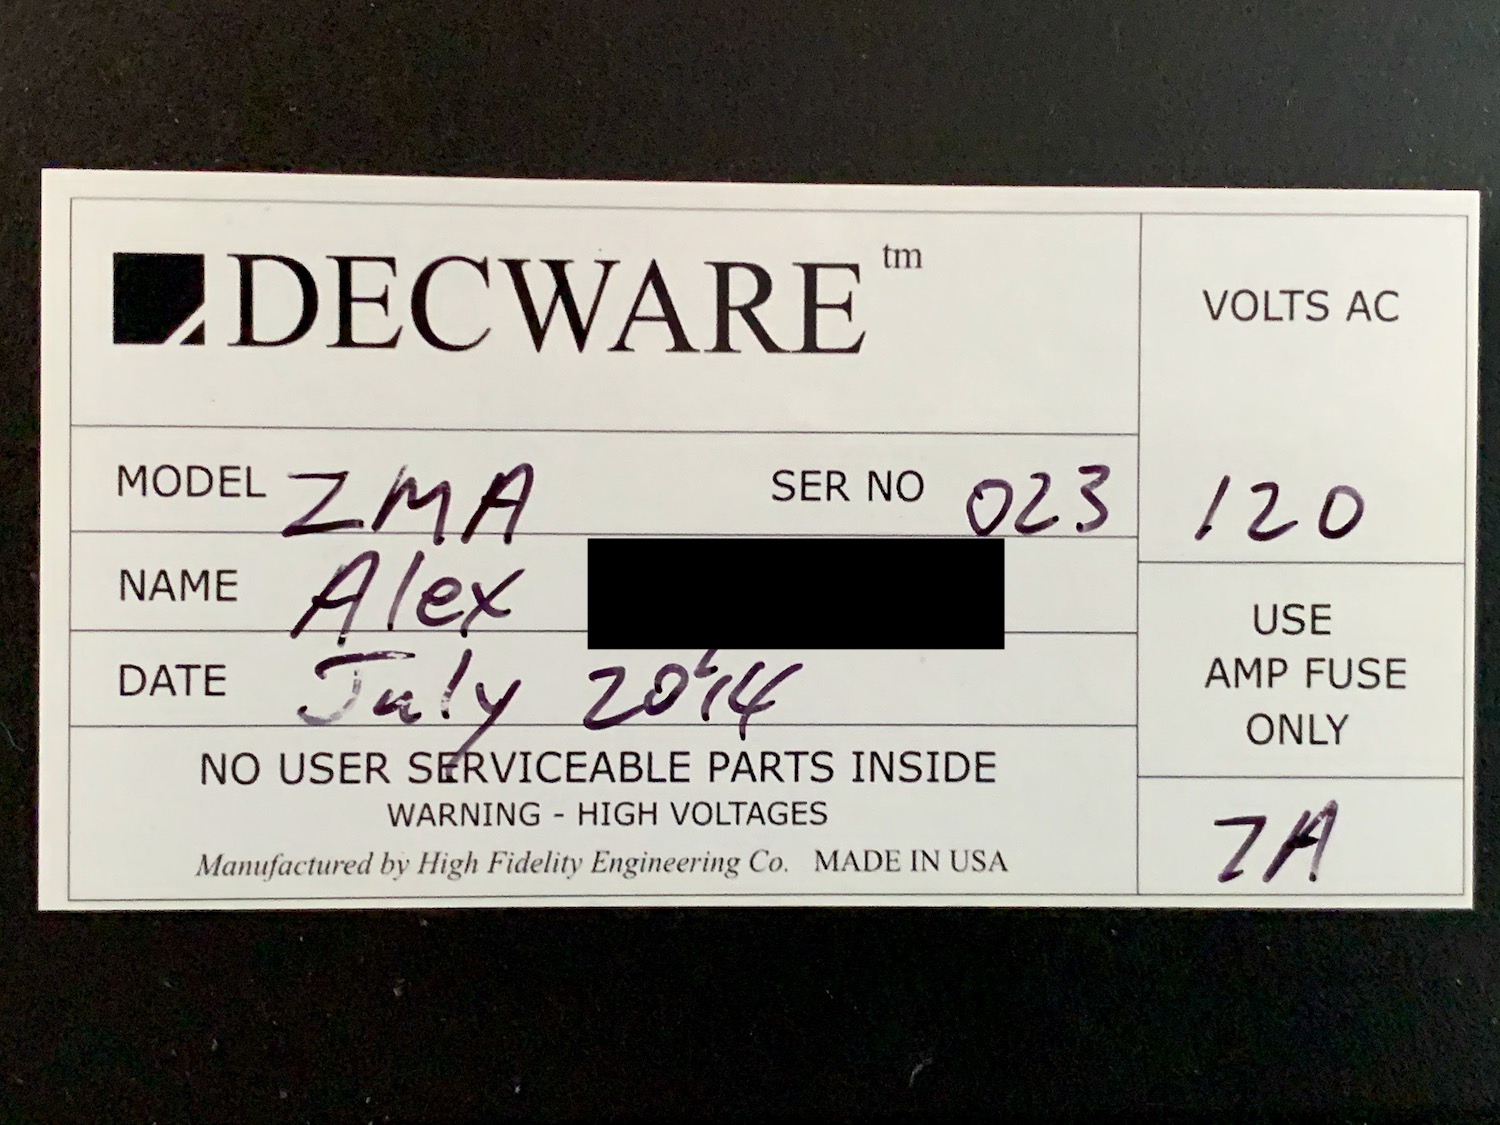 DECWARE tm
MODEL ZMA SER NO 023
NAME Alex
DATE July 2014
NO USER SERVICEABLE PARTS INSIDE
WARNING - HIGH VOLTAGES
Manufactured by High Fidelity Engineering Co. MADE IN USA
VOLTS AC
120
USE
AMP FUSE
ONLY
7A